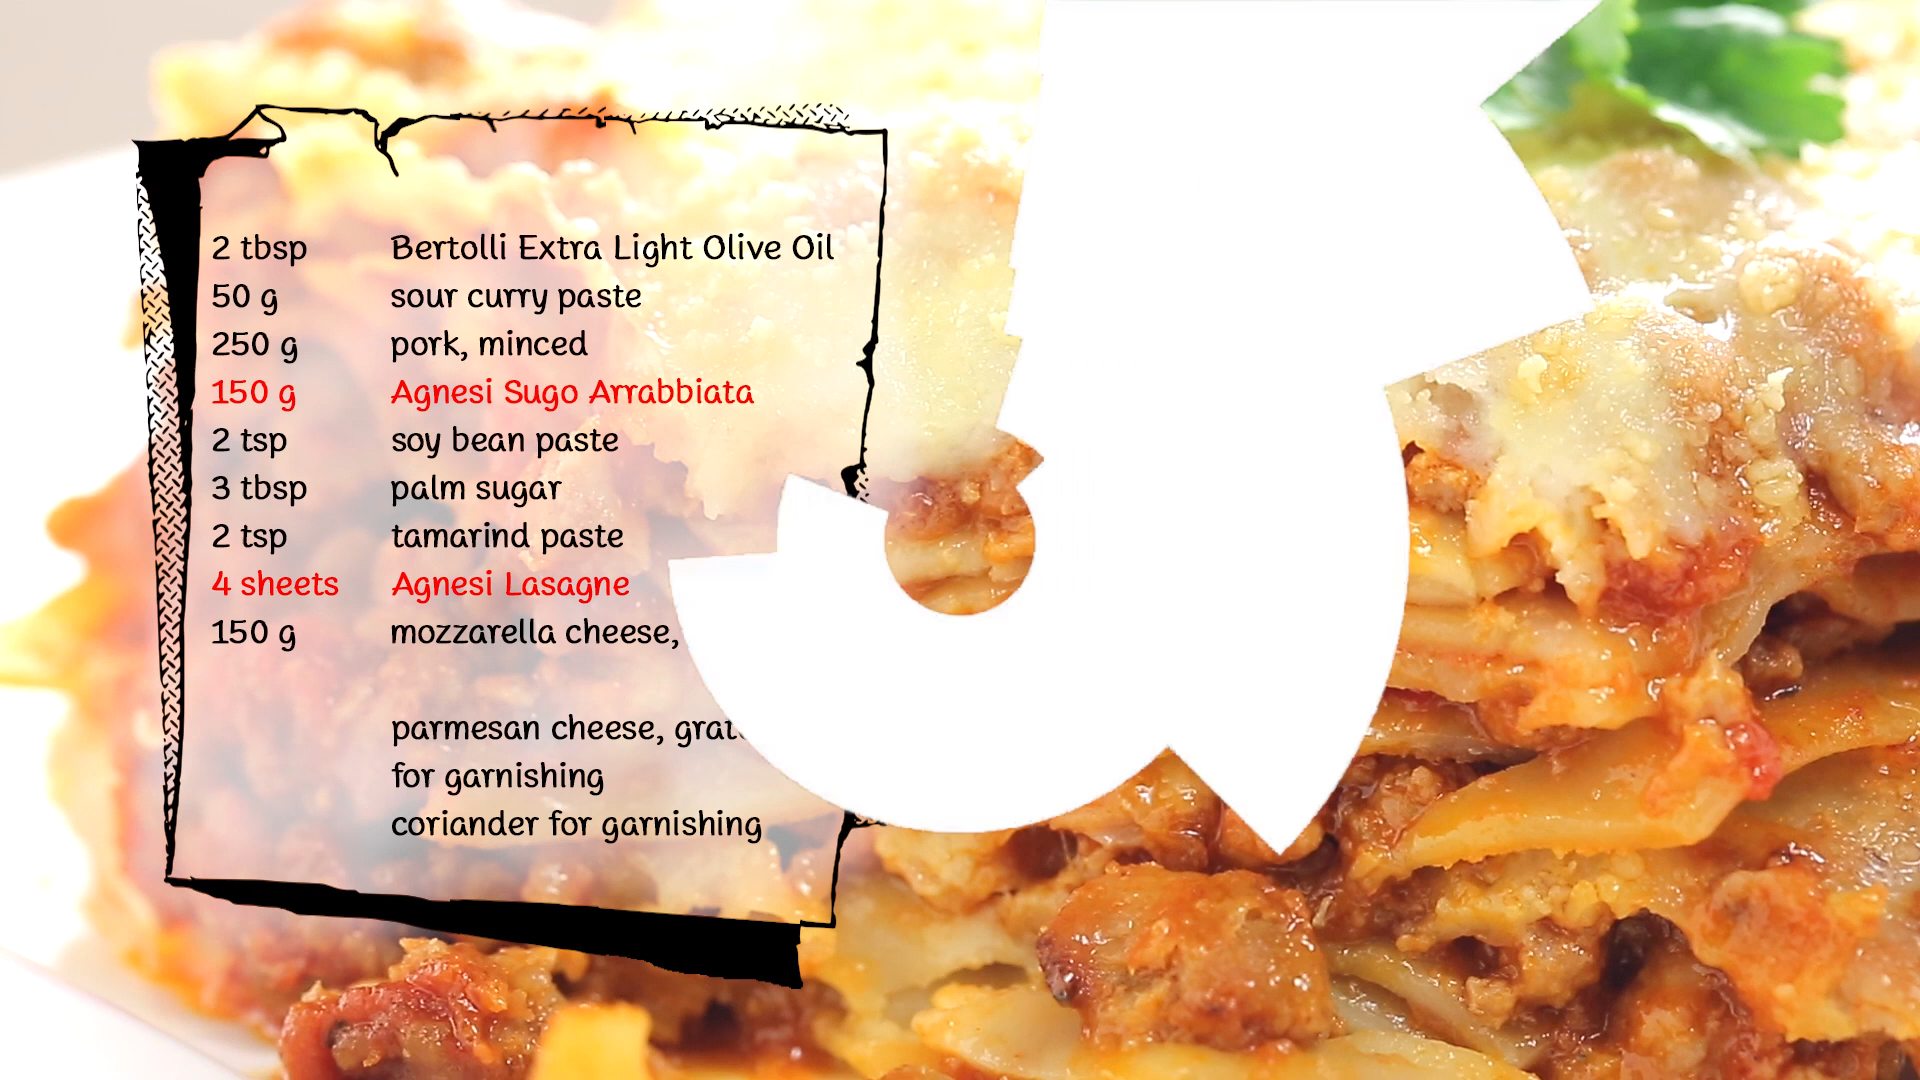 2 tbsp Bertolli Extra Light Olive Oil
50 g sour curry paste
250 g pork, minced
150 g Agnesi Sugo Arrabbiata
2 tsp soy bean paste
3 tbsp palm sugar
2 tsp tamarind paste
4 sheets Agnesi Lasagne
150 g mozzarella cheese,
parmesan cheese,
for garnishing
coriander for garnishing